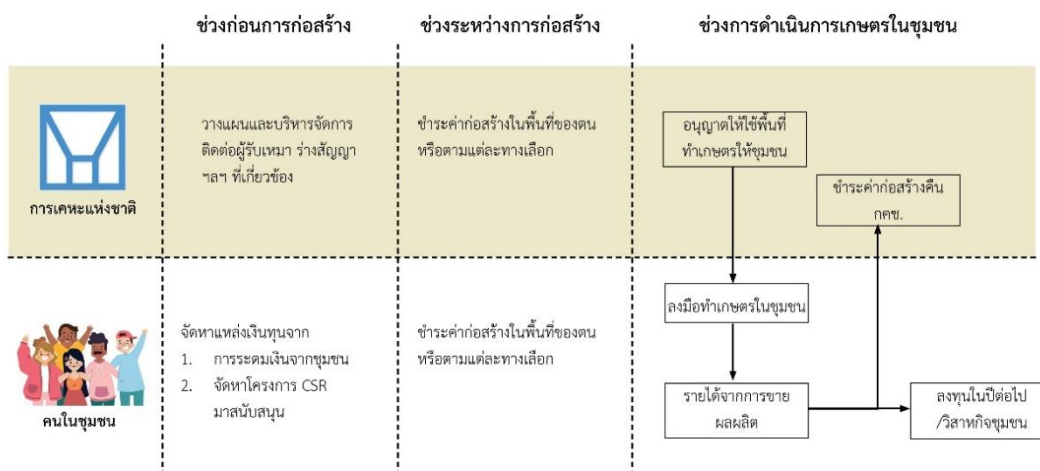 ช่วงก่อนการก่อสร้าง
ช่วงระหว่างการก่อสร้าง
ช่วงการดำเนินการเกษตรในชุมชน
การเคหะแห่งชาติ
วางแผนและบริหารจัดการ
ติดต่อผู้รับเหมา ร่างสัญญา
ฯลฯ ที่เกี่ยวข้อง
ชำระค่าก่อสร้างในพื้นที่ของตน
หรือตามแต่ละทางเลือก
อนุญาตให้ใช้พื้นที่
ทำเกษตรให้ชุมชน
ชำระค่าก่อสร้างคืน
กคช.
คนในชุมชน
จัดหาแหล่งเงินทุนจาก
1. การระดมเงินจากชุมชน
2. จัดหาโครงการ CSR
มาสนับสนุน
ชำระค่าก่อสร้างในพื้นที่ของตน
หรือตามแต่ละทางเลือก
ลงมือทำเกษตรในชุมชน
รายได้จากการขาย
ผลผลิต
ลงทุนในปีต่อไป
/วิสาหกิจชุมชน